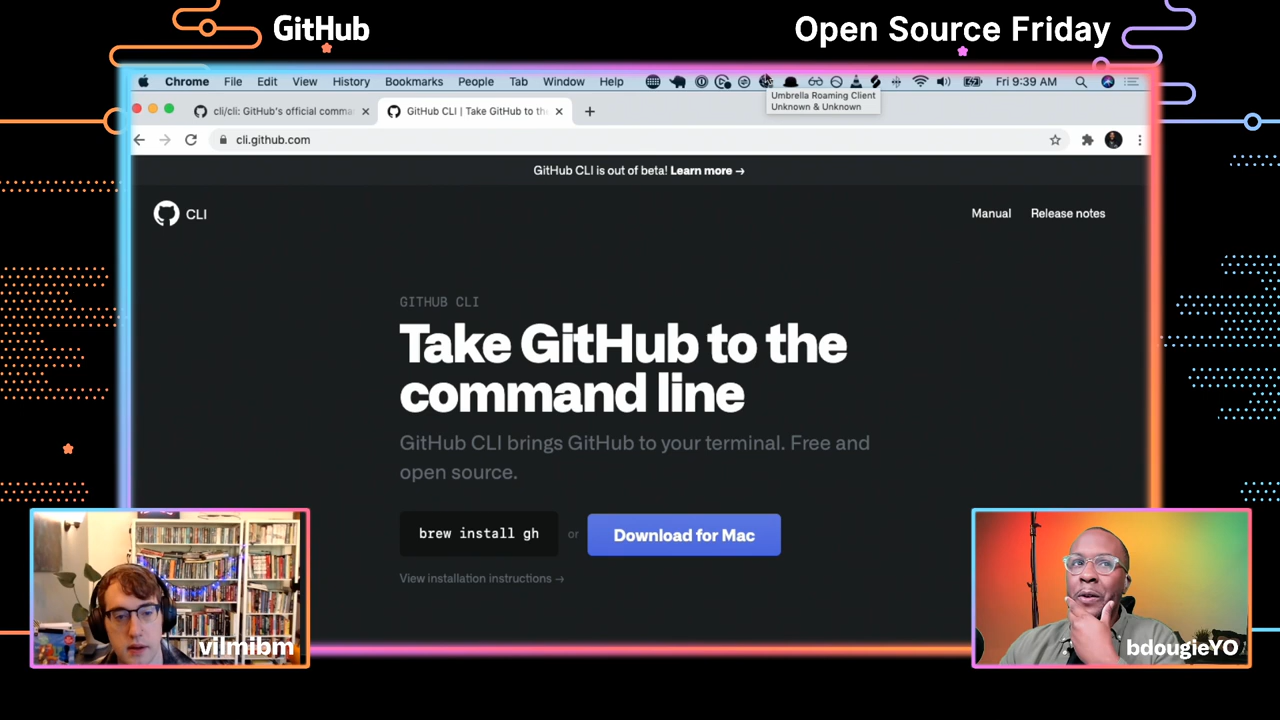 GitHub
Open Source Friday
Chrome File Edit View History Bookmarks People Tab Window Help Fri 9:39 AM
Umbrella Roaming Client
Unknown & Unknown
cli/cli: GitHub's official comma
GitHub CLI | Take GitHub to th
cli.github.com
GitHub CLI is out of beta! Learn more →
CLI
Manual
Release notes
GITHUB CLI
Take GitHub to the
command line
GitHub CLI brings GitHub to your terminal. Free and
open source.
brew install gh
or
Download for Mac
View installation instructions →
vilmibm
bdougieYO